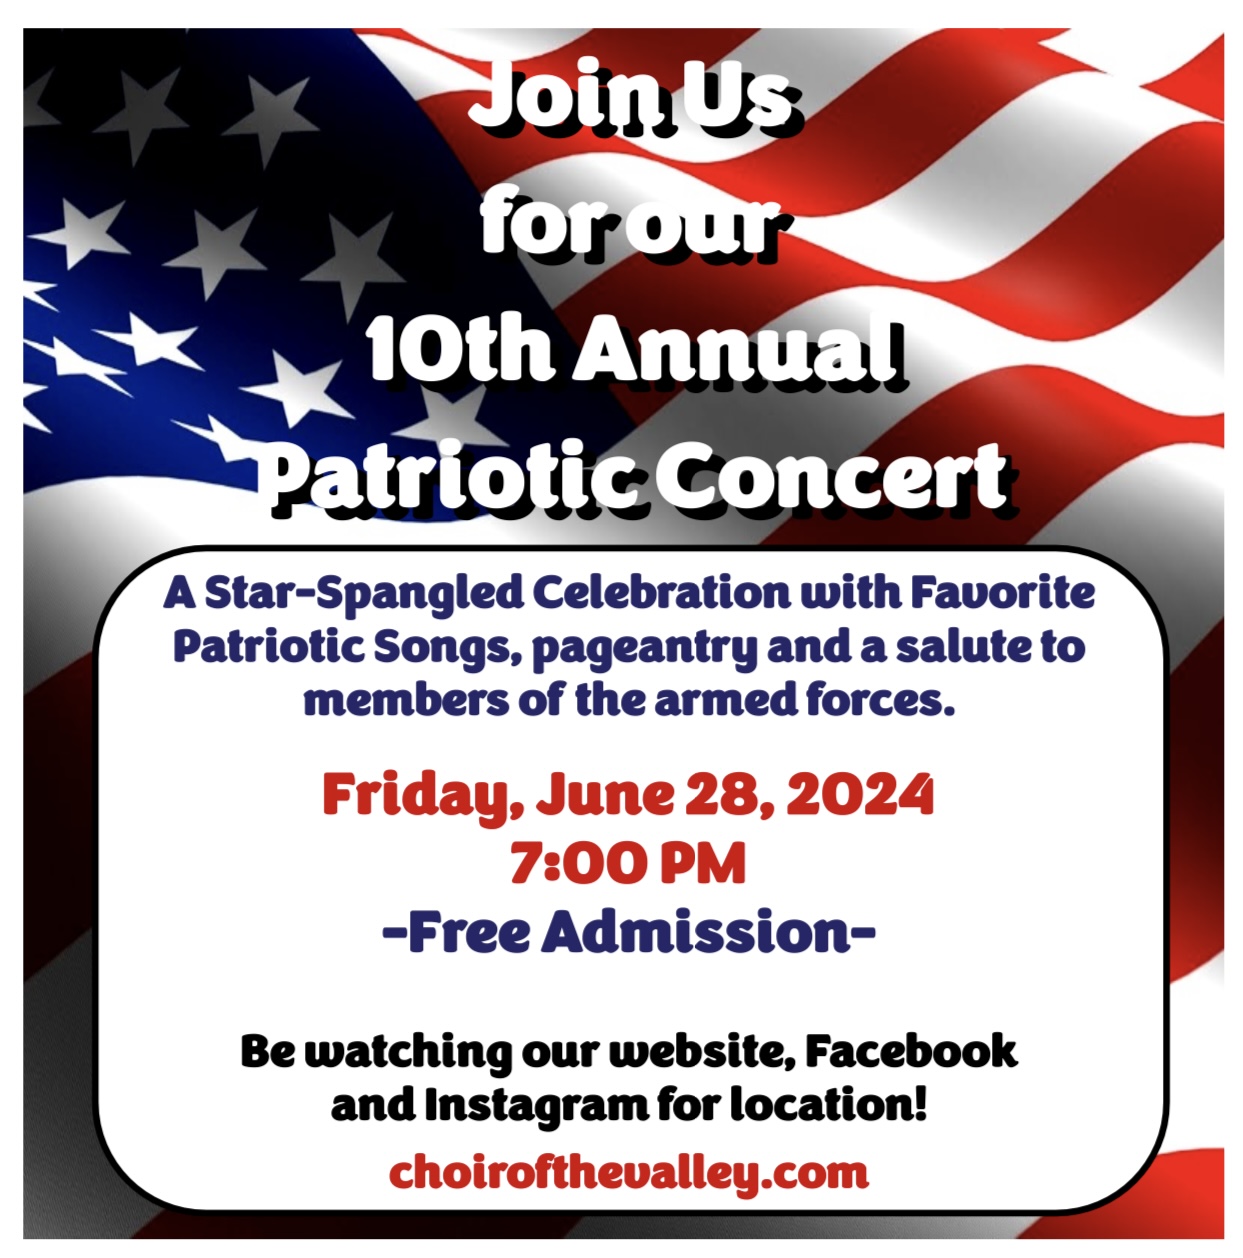 Join Us
for our
10th Annual
Patriotic Concert
A Star-Spangled Celebration with Favorite
Patriotic Songs, pageantry and a salute to
members of the armed forces.
Friday, June 28, 2024
7:00 PM
-Free Admission-
Be watching our website, Facebook
and Instagram for location!
choirofthevalley.com